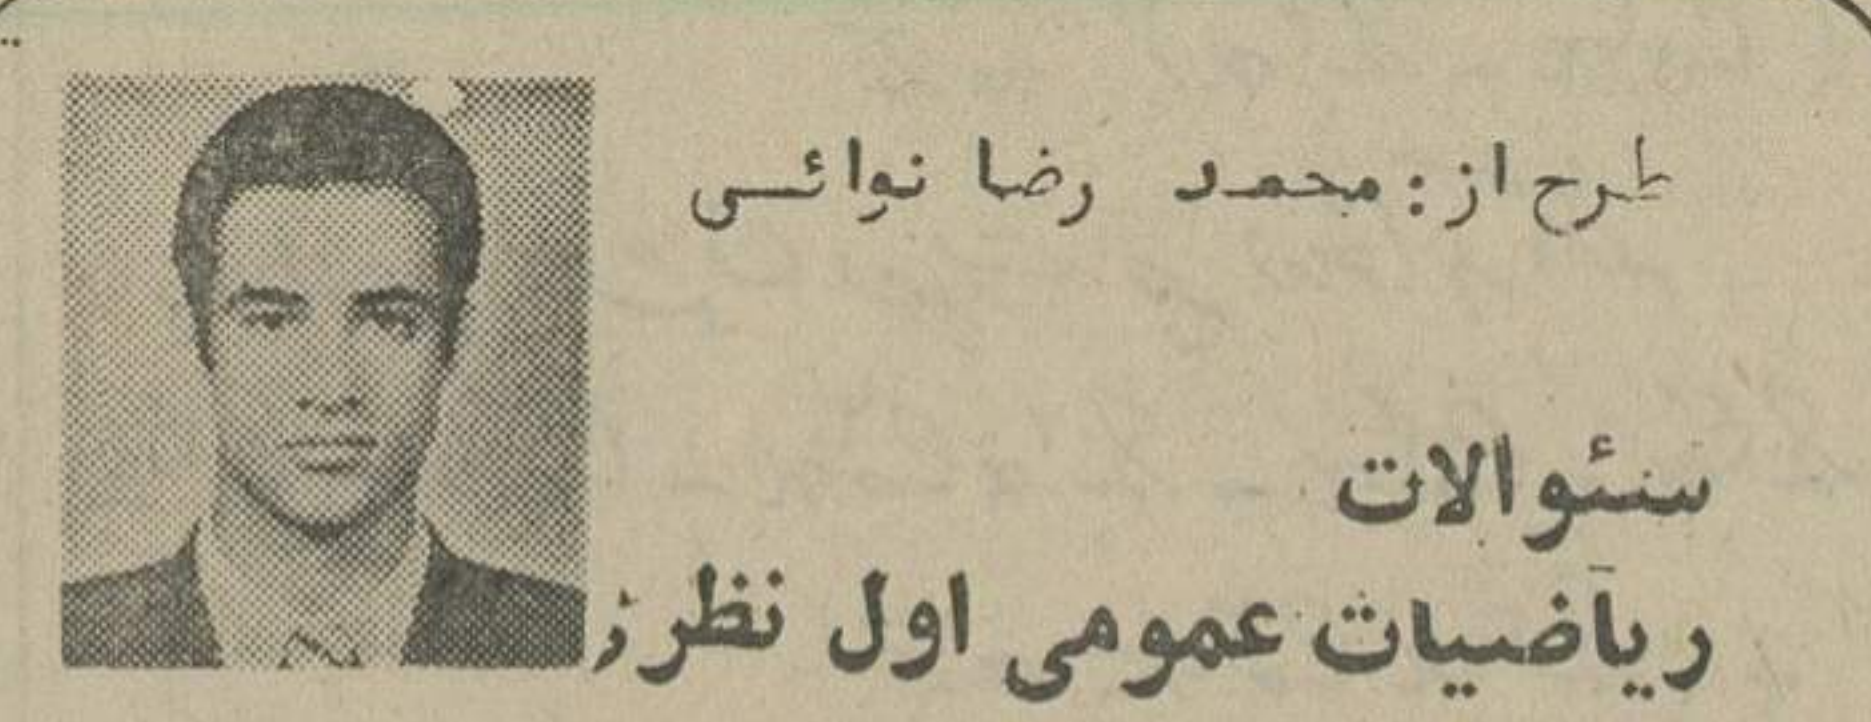 طرح از: محمد رضا نوائی
سئوالات
ریاضیات عمومی اول نظر